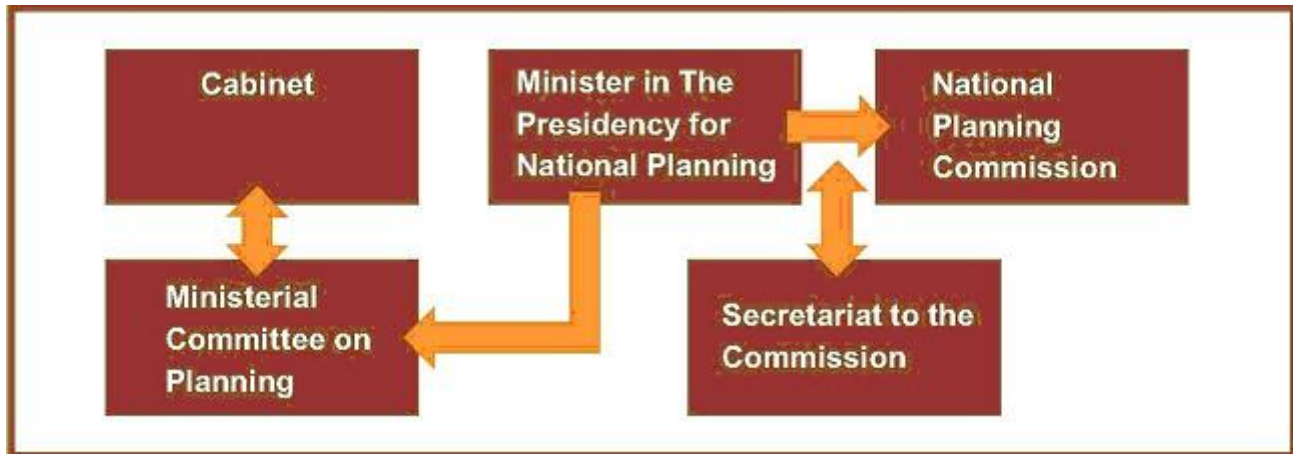 Cabinet
Minister in The
Presidency for
National Planning
National
Planning
Commission
Ministerial
Committee on
Planning
Secretariat to the
Commission